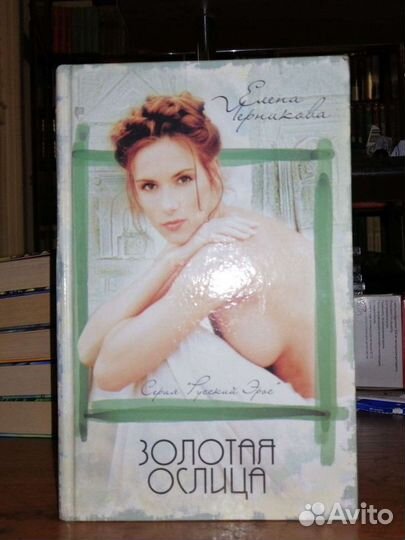 Елена
Черникова
Серия "Русский Эрос"
ЗОЛОТАЯ
ОСЛИЦА
Avito